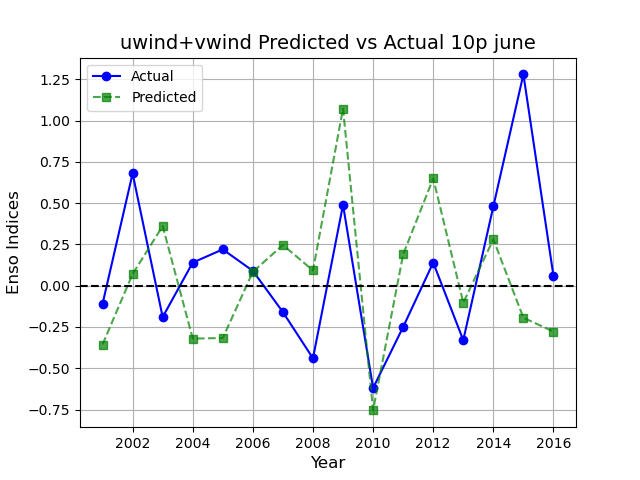 uwind+vwind Predicted vs Actual 10p june
Actual
Predicted
1.25
1.00
0.75
0.50
0.25
0.00
−0.25
−0.50
−0.75
Enso Indices
2002 2004 2006 2008 2010 2012 2014 2016
Year